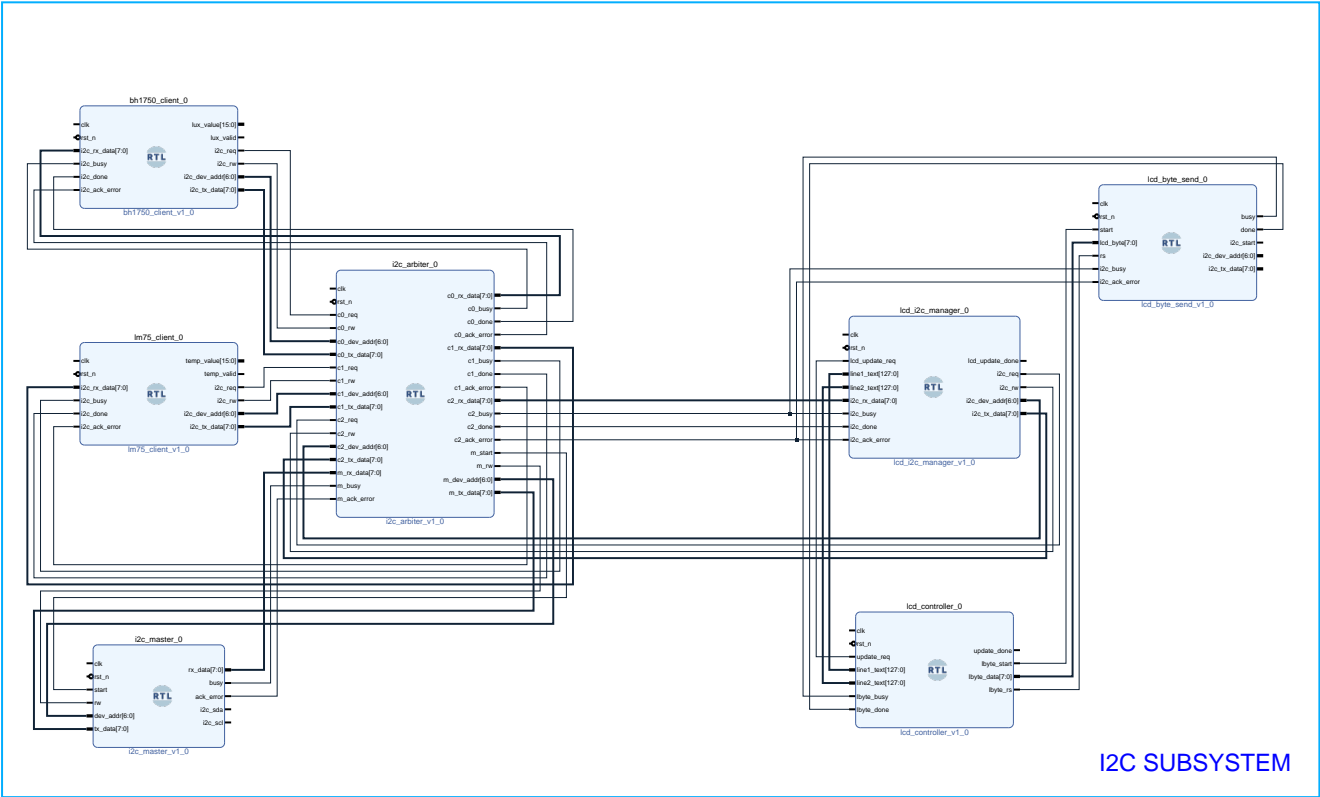 bh1750_client_0
clk
rst_n
i2c_rx_data[7:0]
i2c_busy
i2c_done
i2c_ack_error
RTL
lux_value[15:0]
lux_valid
i2c_req
i2c_rw
i2c_dev_addr[6:0]
i2c_tx_data[7:0]
bh1750_client_v1_0
lm75_client_0
clk
rst_n
i2c_rx_data[7:0]
i2c_busy
i2c_done
i2c_ack_error
RTL
temp_value[15:0]
temp_valid
i2c_req
i2c_rw
i2c_dev_addr[6:0]
i2c_tx_data[7:0]
lm75_client_v1_0
i2c_master_0
clk
rst_n
start
rw
dev_addr[6:0]
tx_data[7:0]
RTL
rx_data[7:0]
busy
ack_error
i2c_sda
i2c_scl
i2c_master_v1_0
i2c_arbiter_0
clk
rst_n
c0_req
c0_rw
c0_dev_addr[6:0]
c0_tx_data[7:0]
c1_req
c1_rw
c1_dev_addr[6:0]
c1_tx_data[7:0]
c2_req
c2_rw
c2_dev_addr[6:0]
c2_tx_data[7:0]
m_rx_data[7:0]
m_busy
m_ack_error
RTL
c0_rx_data[7:0]
c0_busy
c0_done
c0_ack_error
c1_rx_data[7:0]
c1_busy
c1_done
c1_ack_error
c2_rx_data[7:0]
c2_busy
c2_done
c2_ack_error
m_start
m_rw
m_dev_addr[6:0]
m_tx_data[7:0]
i2c_arbiter_v1_0
lcd_i2c_manager_0
clk
rst_n
lcd_update_req
line1_text[127:0]
line2_text[127:0]
i2c_rx_data[7:0]
i2c_busy
i2c_done
i2c_ack_error
RTL
lcd_update_done
i2c_req
i2c_rw
i2c_dev_addr[6:0]
i2c_tx_data[7:0]
lcd_i2c_manager_v1_0
lcd_controller_0
clk
rst_n
update_req
line1_text[127:0]
line2_text[127:0]
lbyte_busy
lbyte_done
RTL
update_done
lbyte_start
lbyte_data[7:0]
lbyte_rs
lcd_controller_v1_0
lcd_byte_send_0
clk
rst_n
start
lcd_byte[7:0]
rs
i2c_busy
i2c_ack_error
RTL
busy
done
i2c_start
i2c_dev_addr[6:0]
i2c_tx_data[7:0]
lcd_byte_send_v1_0
I2C SUBSYSTEM